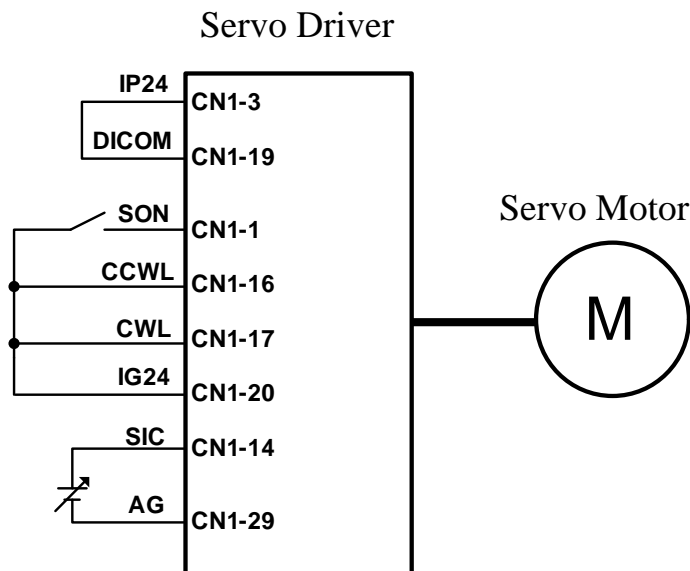 Servo Driver
IP24 CN1-3
DICOM CN1-19
SON CN1-1
Servo Motor
CCWL CN1-16
M
CWL CN1-17
IG24 CN1-20
SIC CN1-14
AG CN1-29